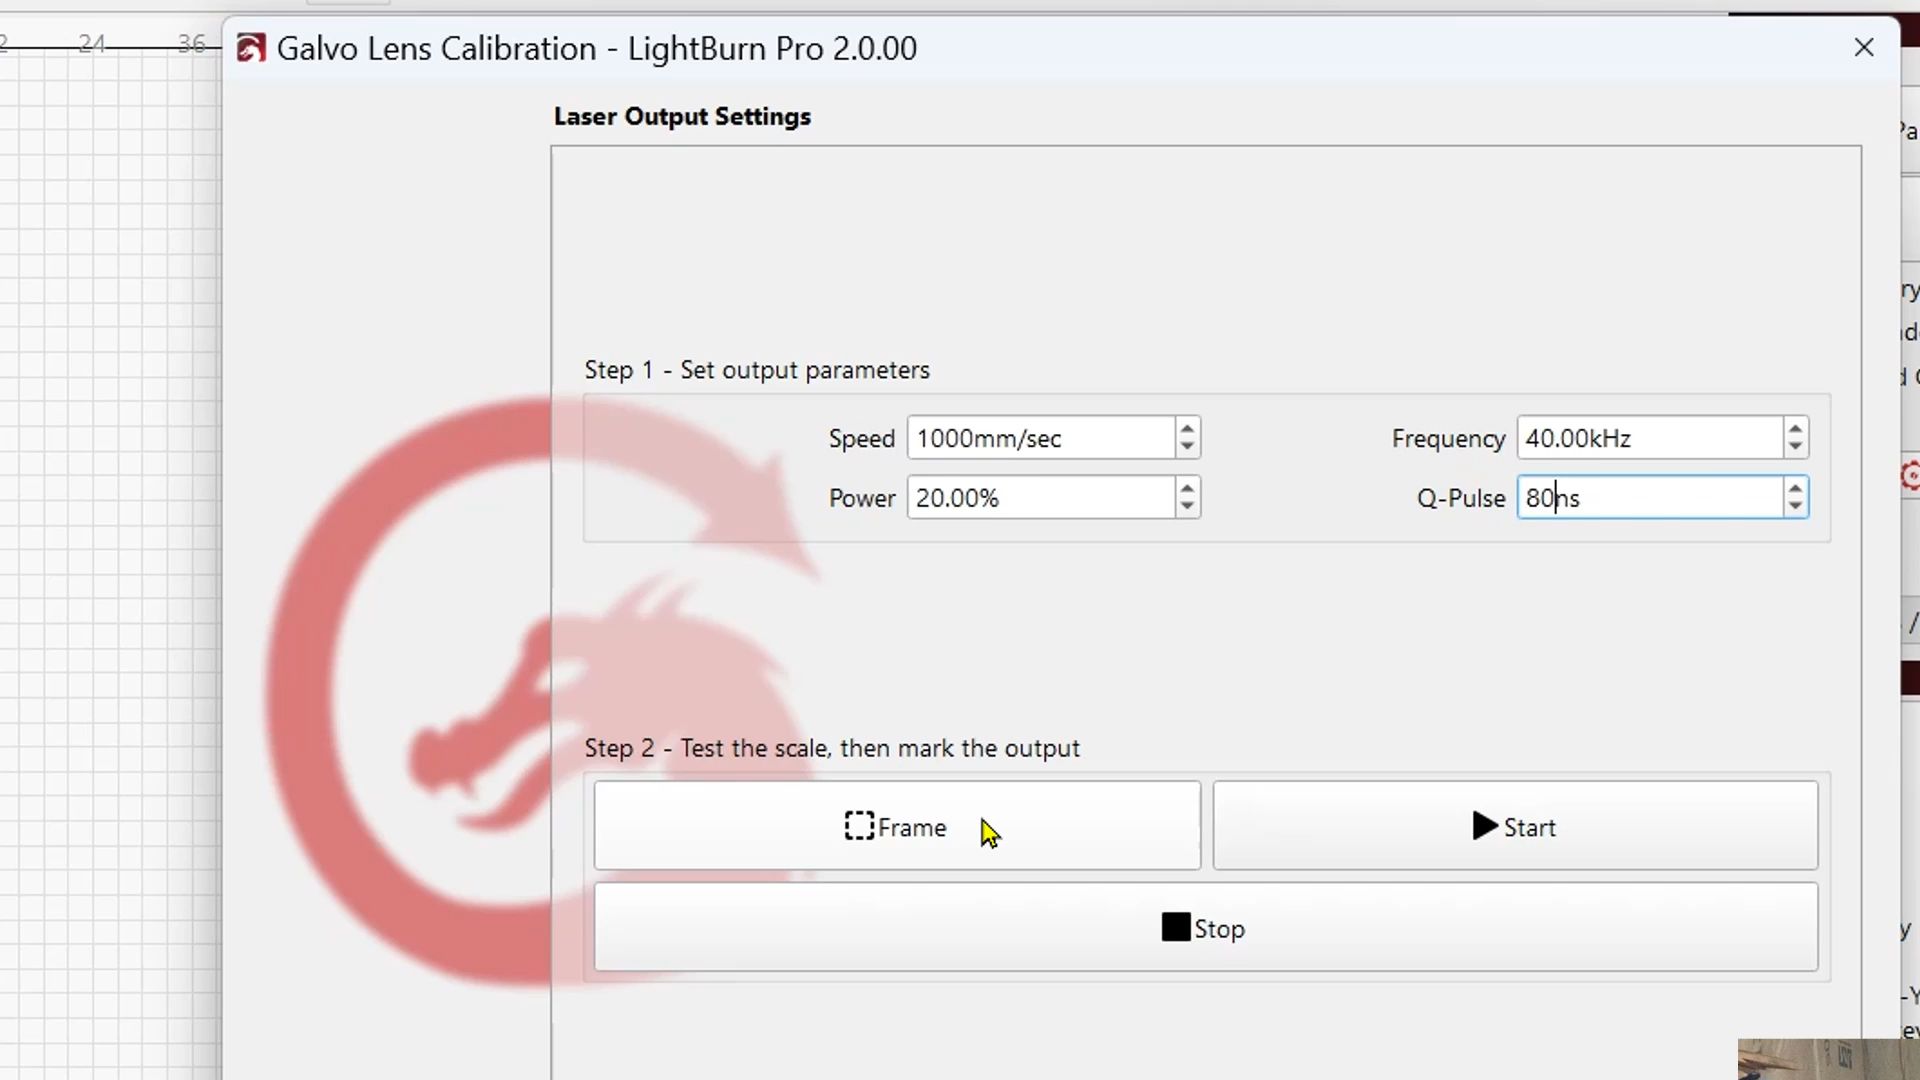 24 36
Galvo Lens Calibration - LightBurn Pro 2.0.00
Laser Output Settings
Step 1 - Set output parameters
Speed 1000mm/sec Frequency 40.00kHz
Power 20.00% Q-Pulse 80ns
Step 2 - Test the scale, then mark the output
Frame Start
Stop